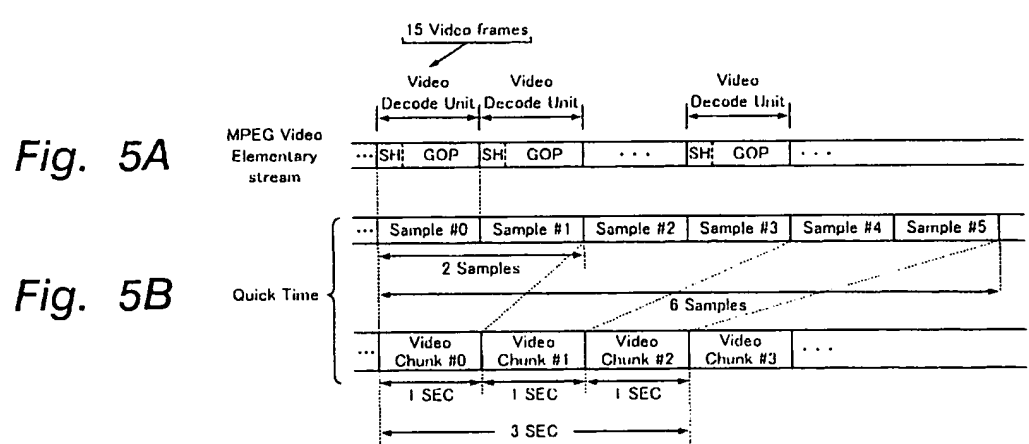 15 Video frames
Video
Decode Unit
Video
Decode Unit
Video
Decode Unit
Fig. 5A
MPEG Video
Elementary
stream
... SH GOP SH GOP ... SH GOP ...
... Sample #0 Sample #1 Sample #2 Sample #3 Sample #4 Sample #5
2 Samples
Fig. 5B
Quick Time
6 Samples
... Video
Chunk #0
Video
Chunk #1
Video
Chunk #2
Video
Chunk #3
...
1 SEC 1 SEC 1 SEC
3 SEC